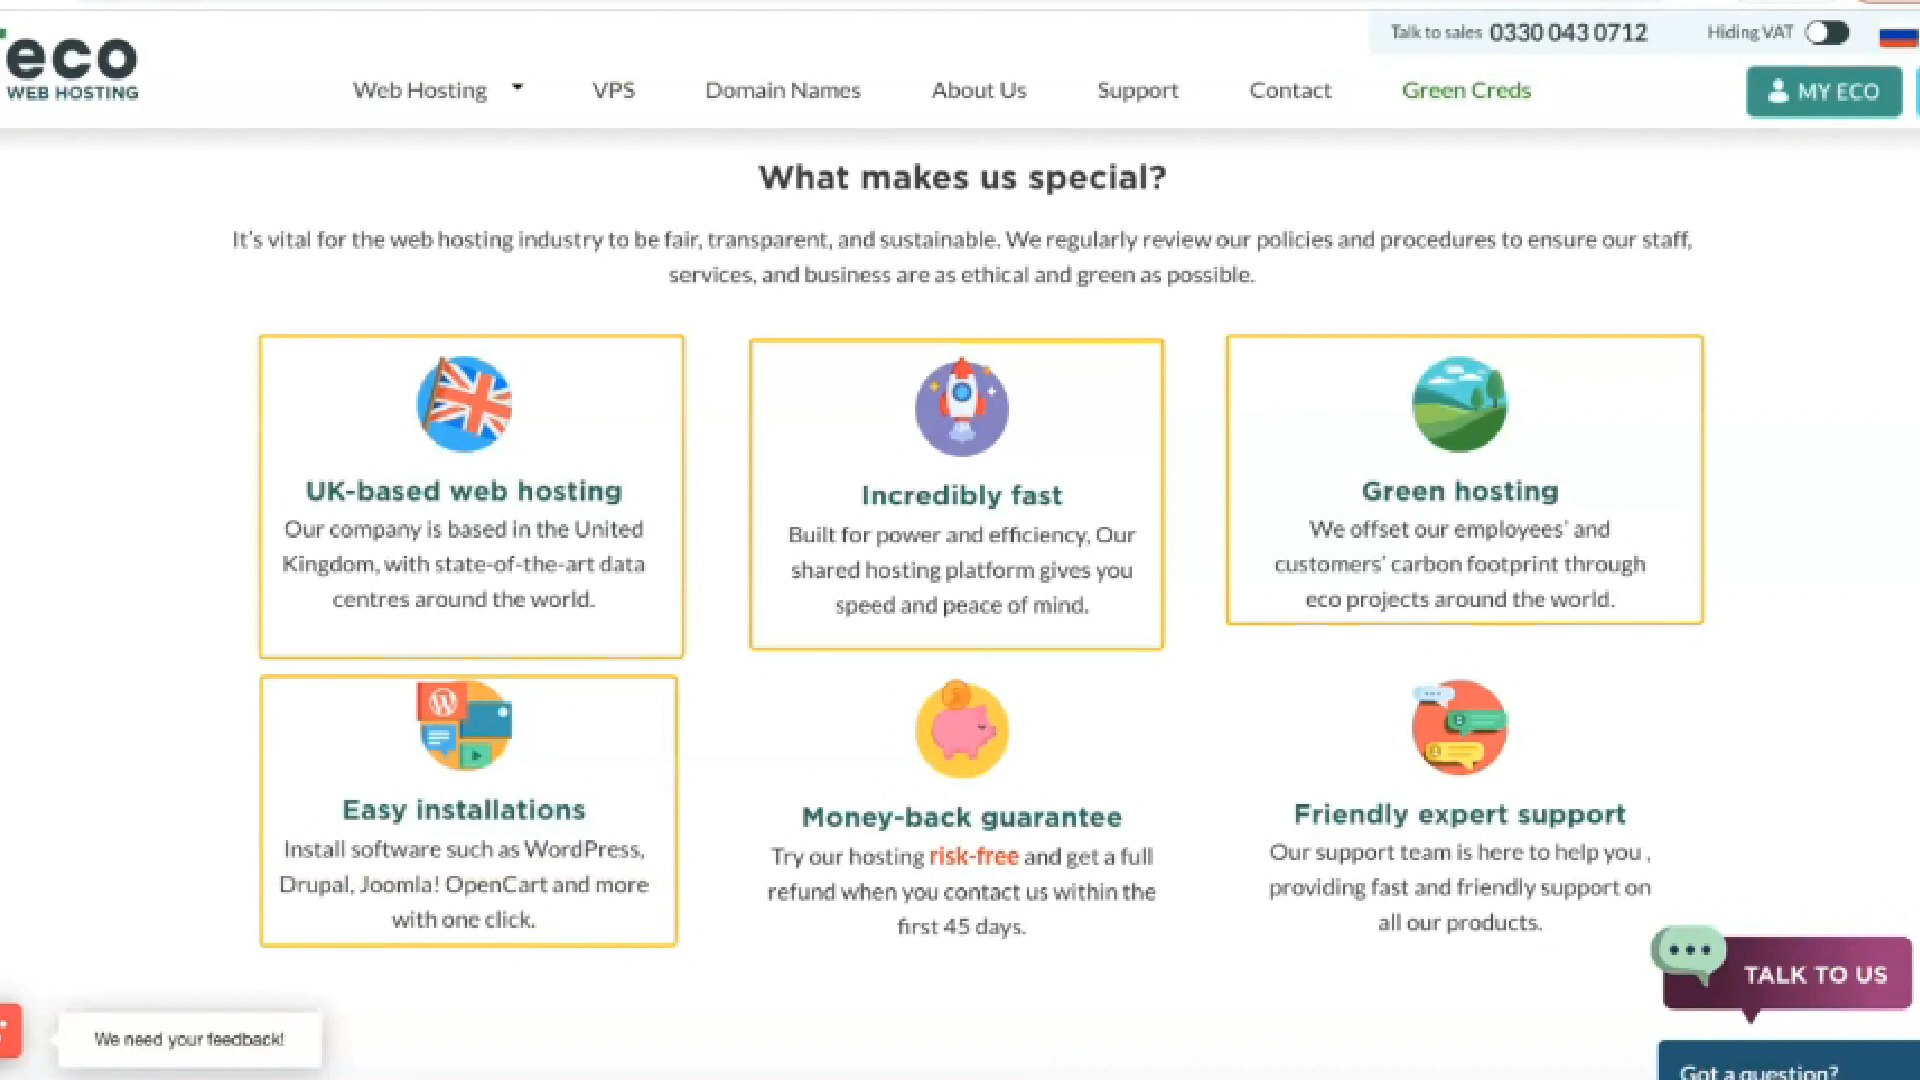 Talk to sales 0330 043 0712
Hiding VAT
eco
WEB HOSTING
Web Hosting
VPS
Domain Names
About Us
Support
Contact
Green Creds
MY ECO
What makes us special?
It's vital for the web hosting industry to be fair, transparent, and sustainable. We regularly review our policies and procedures to ensure our staff,
services, and business are as ethical and green as possible.
UK-based web hosting
Our company is based in the United
Kingdom, with state-of-the-art data
centres around the world.
Incredibly fast
Built for power and efficiency, Our
shared hosting platform gives you
speed and peace of mind.
Green hosting
We offset our employees' and
customers' carbon footprint through
eco projects around the world.
Easy installations
Install software such as WordPress,
Drupal, Joomla! OpenCart and more
with one click.
Money-back guarantee
Try our hosting risk-free and get a full
refund when you contact us within the
first 45 days.
Friendly expert support
Our support team is here to help you ,
providing fast and friendly support on
all our products.
TALK TO US
We need your feedback!
Got a question?